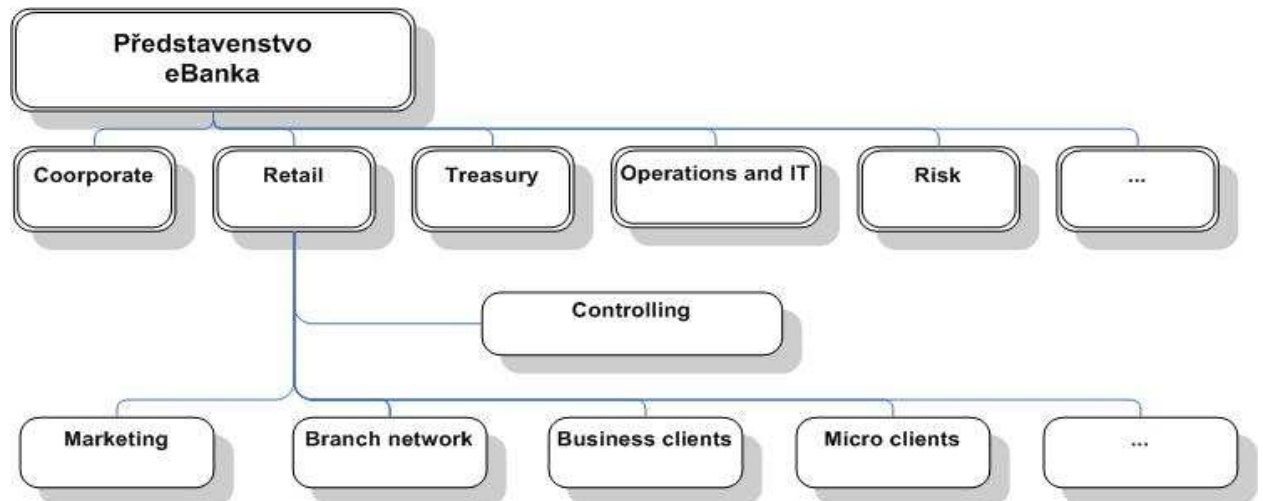 Představenstvo
eBanka
Coorporate
Retail
Treasury
Operations and IT
Risk
...
Controlling
Marketing
Branch network
Business clients
Micro clients
...